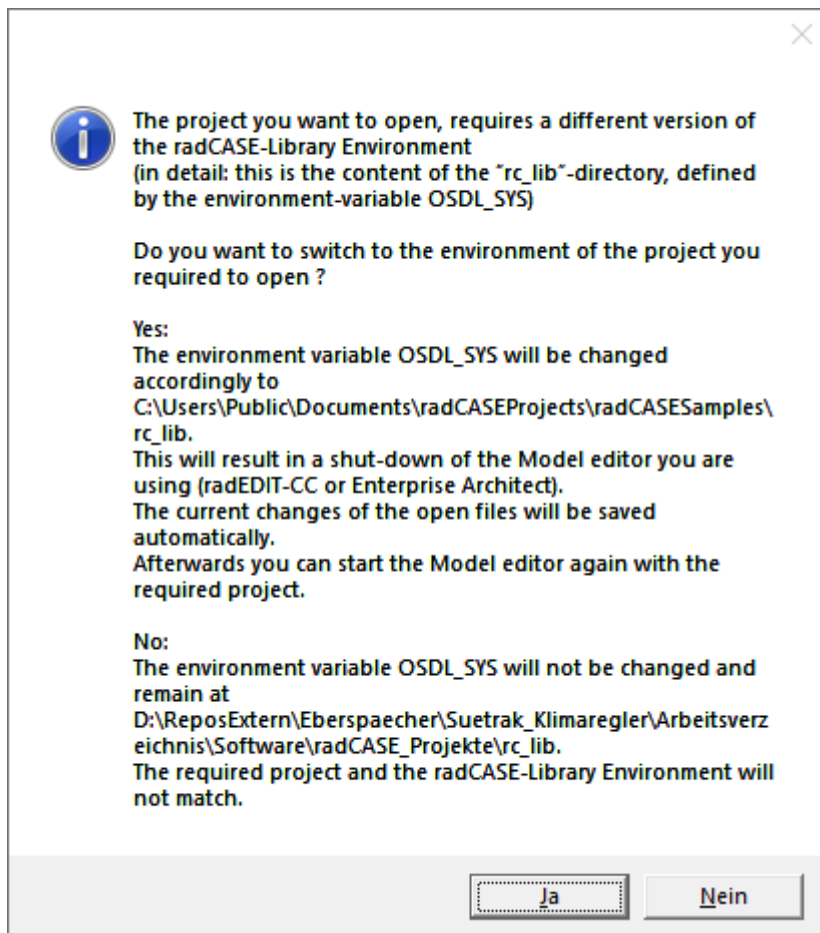 The project you want to open, requires a different version of
the radCASE-Library Environment
(in detail: this is the content of the ″rc_lib″-directory, defined
by the environment-variable OSDL_SYS)
Do you want to switch to the environment of the project you
required to open ?
Yes:
The environment variable OSDL_SYS will be changed
accordingly to
C:\Users\Public\Documents\radCASEProjects\radCASESamples\
rc_lib.
This will result in a shut-down of the Model editor you are
using (radEDIT-CC or Enterprise Architect).
The current changes of the open files will be saved
automatically.
Afterwards you can start the Model editor again with the
required project.
No:
The environment variable OSDL_SYS will not be changed and
remain at
D:\ReposExtern\Eberspaecher\Suetrak_Klimaregler\Arbeitsverz
eichnis\Software\radCASE_Projekte\rc_lib.
The required project and the radCASE-Library Environment will
not match.
Ja Nein